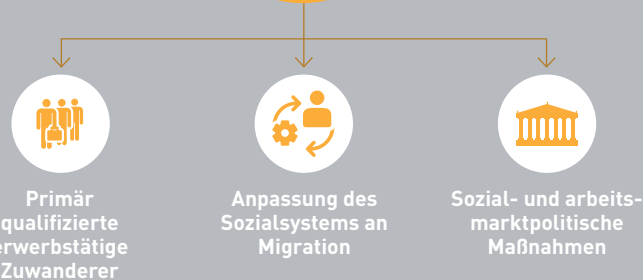 Primär
qualifizierte
erwerbstätige
Zuwanderer
Anpassung des
Sozialsystems an
Migration
Sozial- und arbeits-
marktpolitische
Maßnahmen